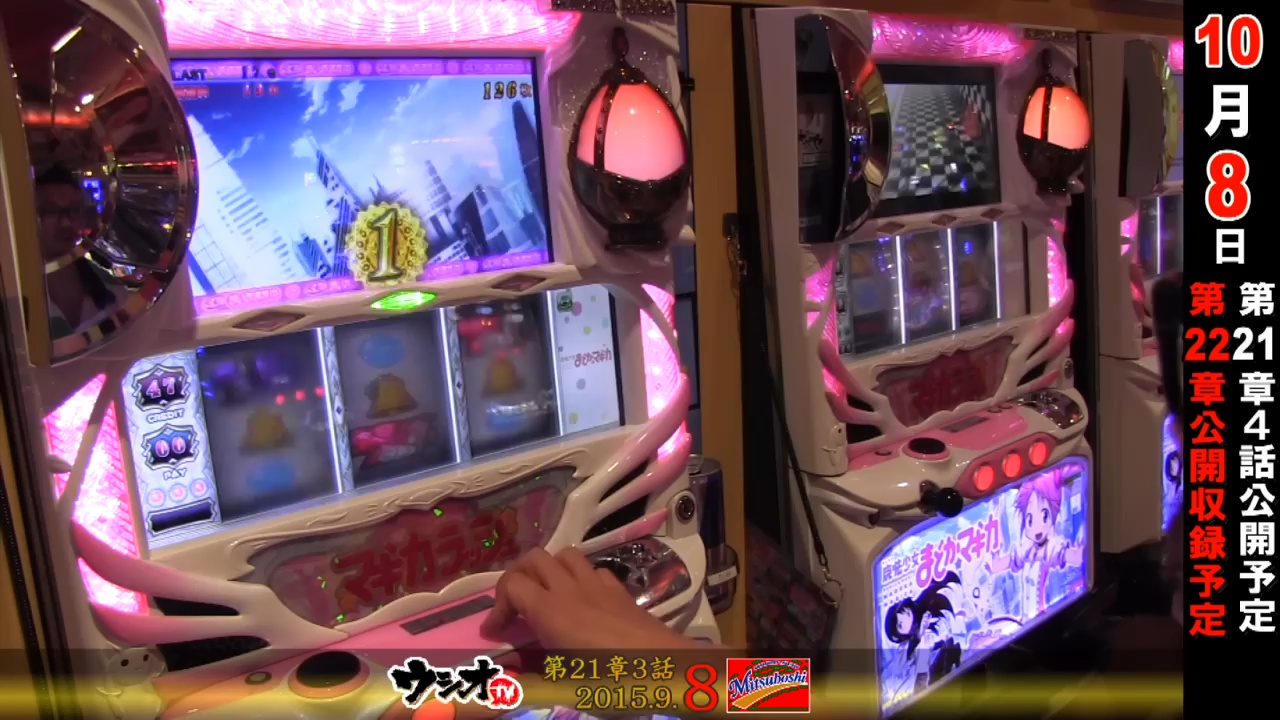 LAST
126
1
47
CREDIT
00
PAY
まどかマギカ
マギカラッシュ
魔法少女
まどかマギカ
ウシオTV
第21章3話
2015.9.8
Mitsuboshi
10月8日
第21章4話公開予定
第22章公開収録予定